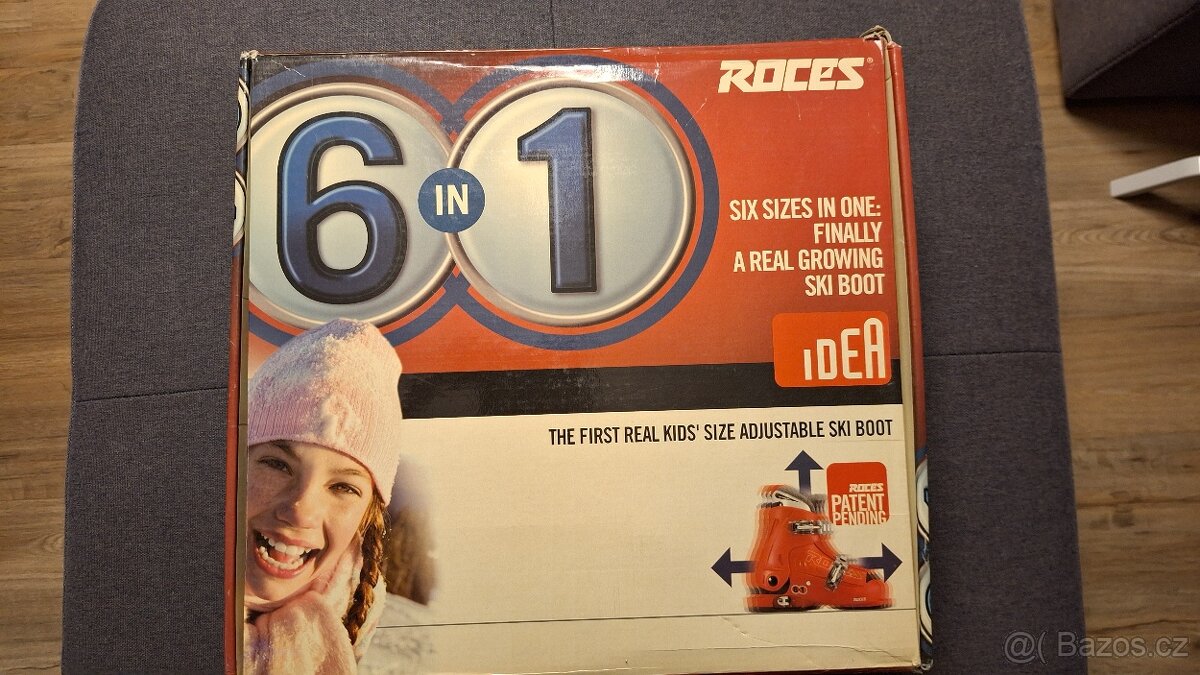 6 IN 1
ROCES®
SIX SIZES IN ONE:
FINALLY
A REAL GROWING
SKI BOOT
IDEA
THE FIRST REAL KIDS' SIZE ADJUSTABLE SKI BOOT
ROCES
PATENT
PENDING
ROCES
@( Bazos.cz